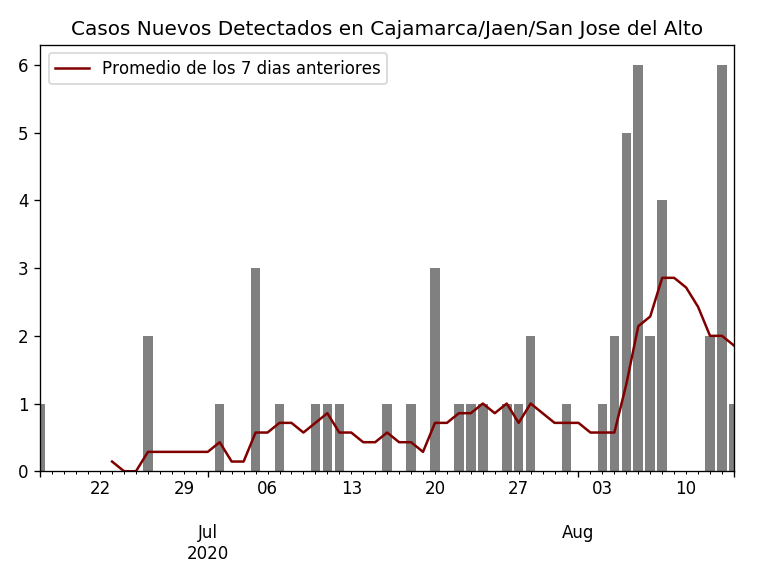 Casos Nuevos Detectados en Cajamarca/Jaen/San Jose del Alto
Promedio de los 7 dias anteriores
6
5
4
3
2
1
0
22 29 06 13 20 27 03 10
Jul Aug
2020